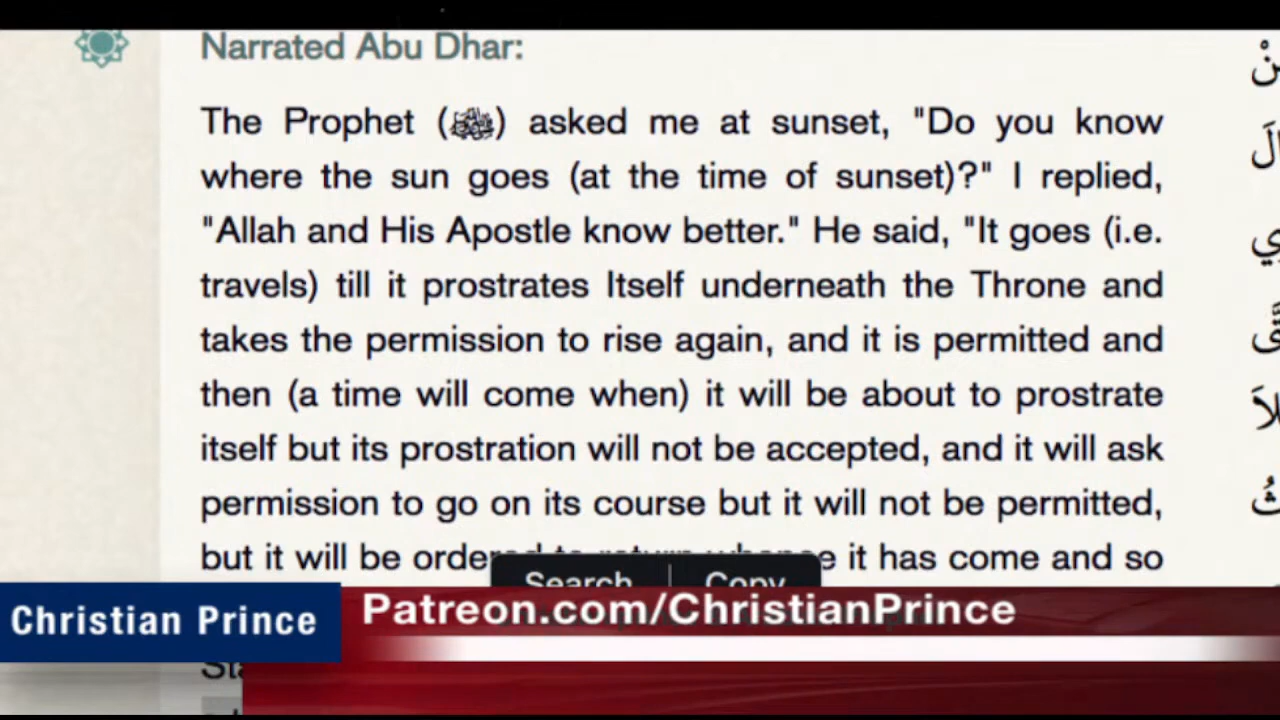 Narrated Abu Dhar:
The Prophet (ﷺ) asked me at sunset, "Do you know
where the sun goes (at the time of sunset)?" I replied,
"Allah and His Apostle know better." He said, "It goes (i.e.
travels) till it prostrates Itself underneath the Throne and
takes the permission to rise again, and it is permitted and
then (a time will come when) it will be about to prostrate
itself but its prostration will not be accepted, and it will ask
permission to go on its course but it will not be permitted,
but it will be ordered to return whence it has come and so
Search Copy
Christian Prince
Patreon.com/ChristianPrince